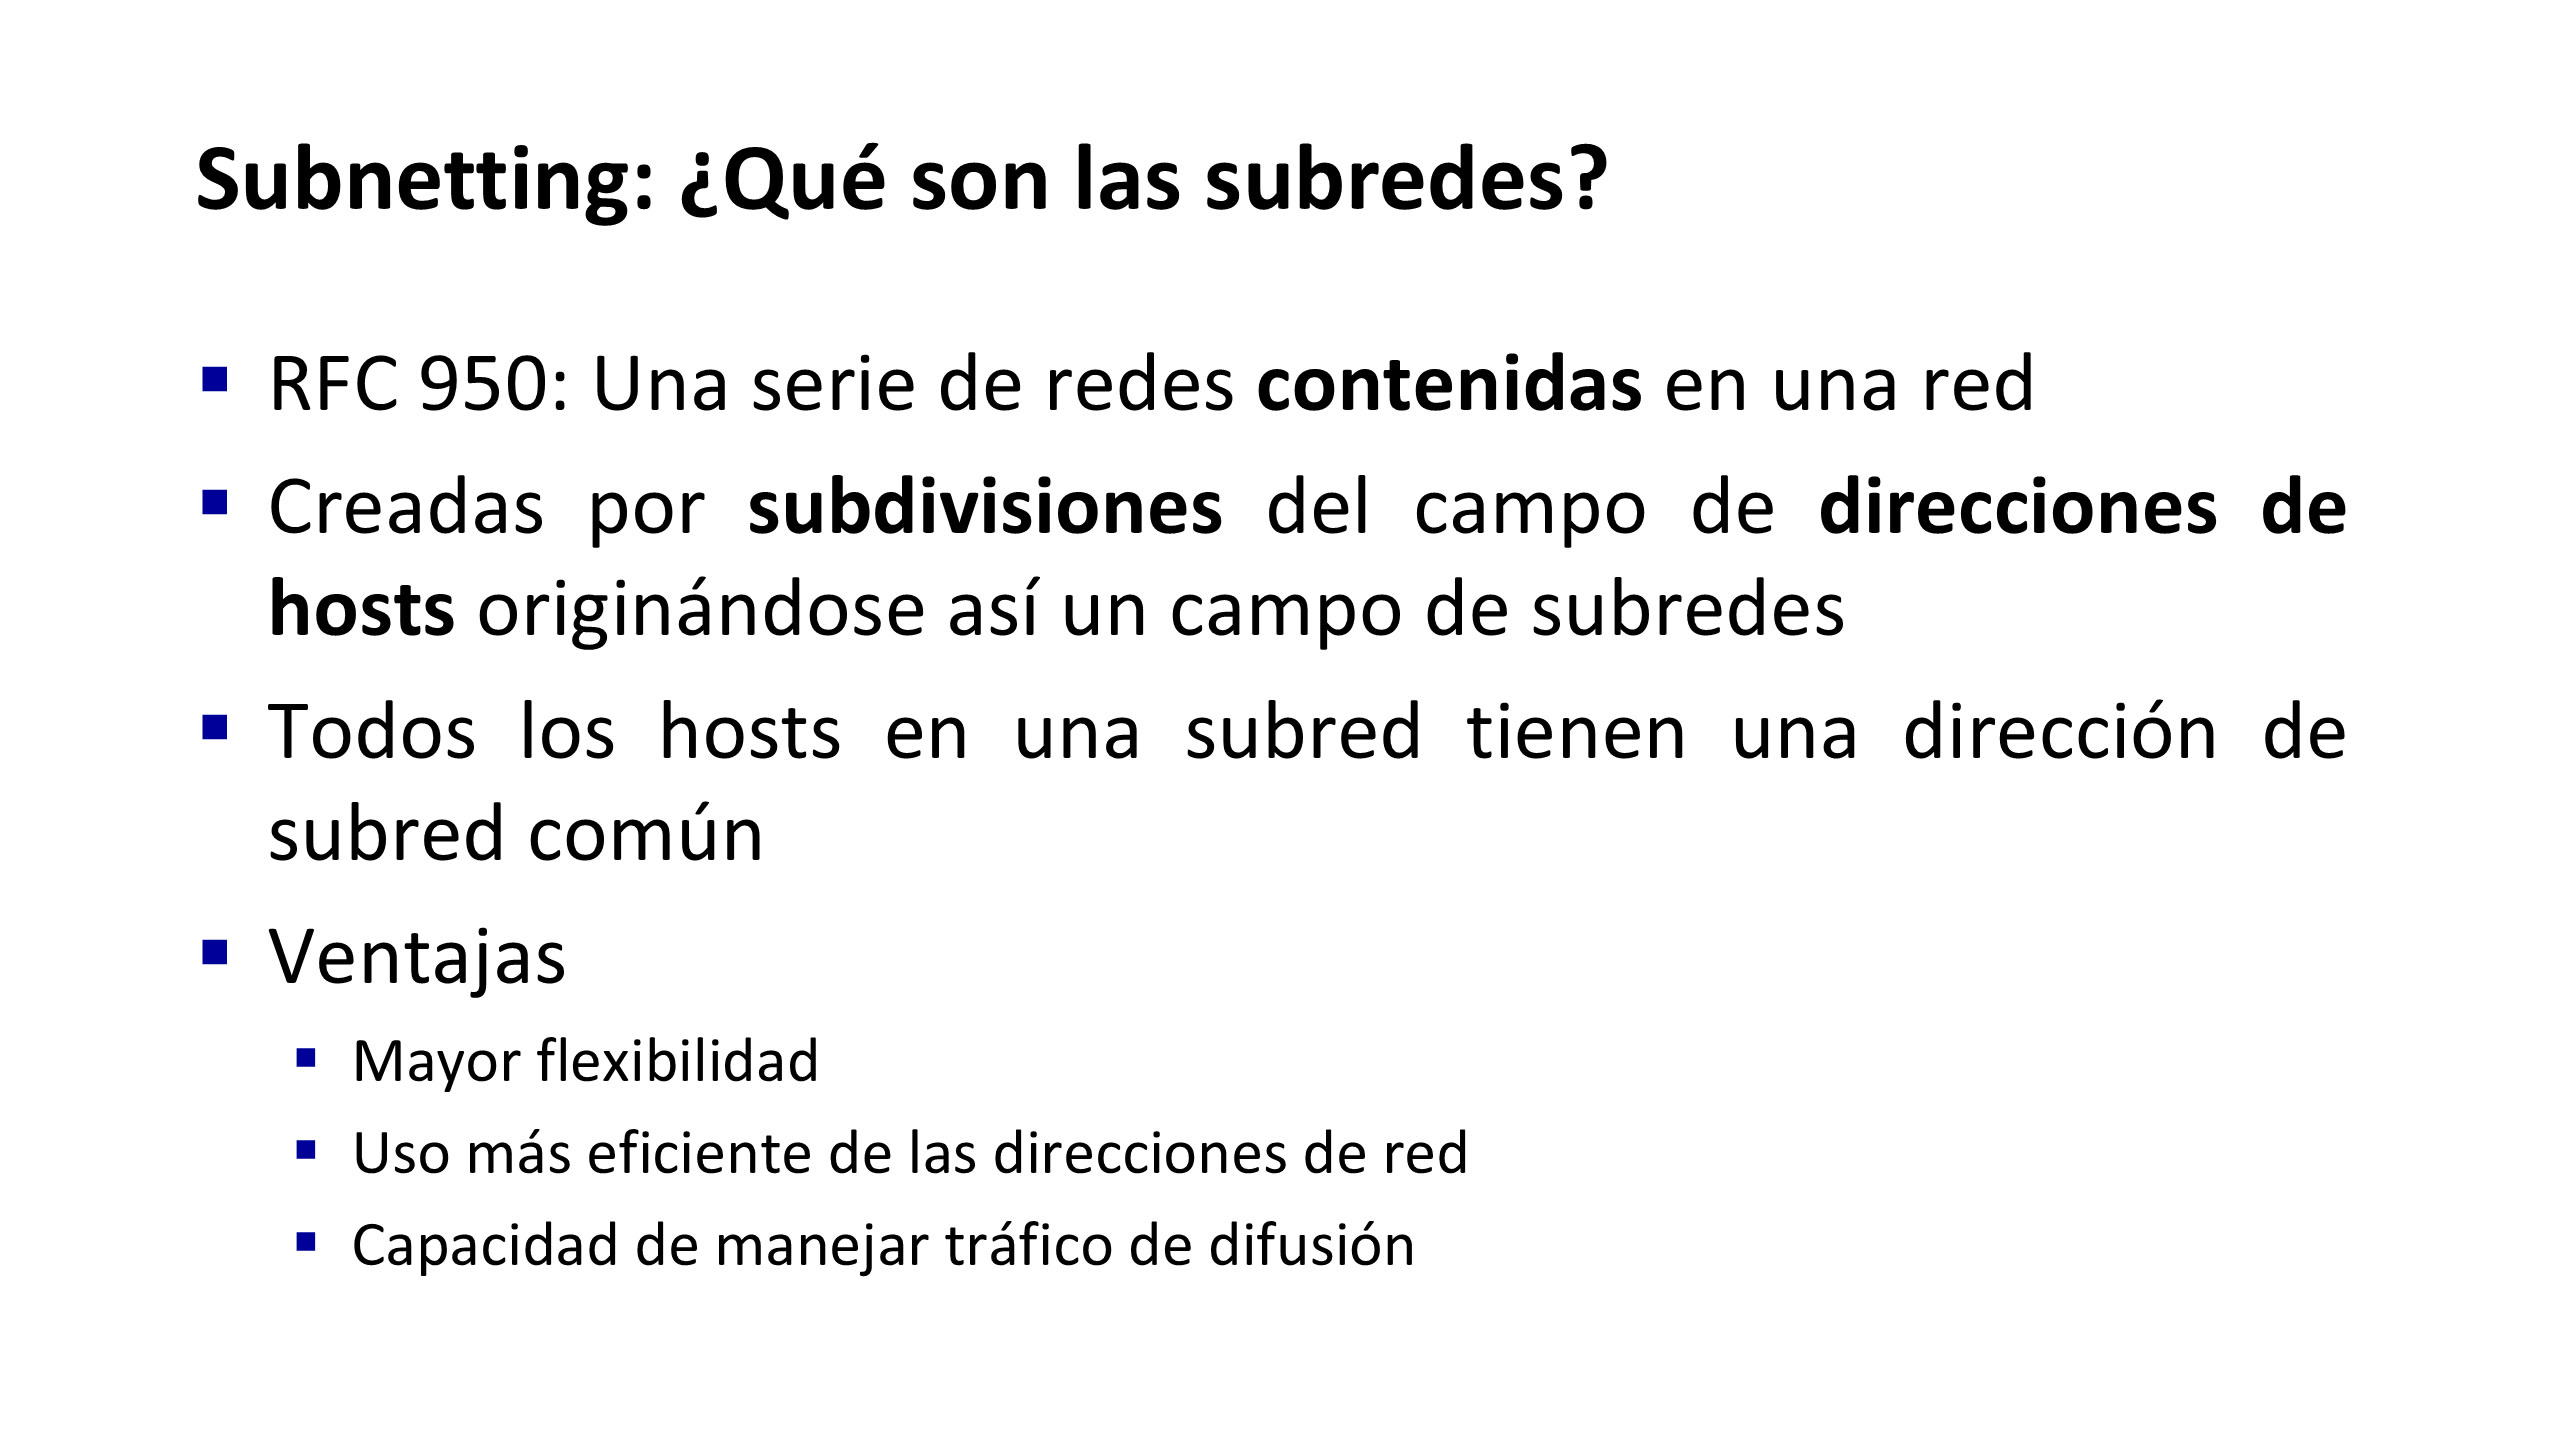 Subnetting: ¿Qué son las subredes?
▪ RFC 950: Una serie de redes contenidas en una red
▪ Creadas por subdivisiones del campo de direcciones de
hosts originándose así un campo de subredes
▪ Todos los hosts en una subred tienen una dirección de
subred común
▪ Ventajas
▪ Mayor flexibilidad
▪ Uso más eficiente de las direcciones de red
▪ Capacidad de manejar tráfico de difusión